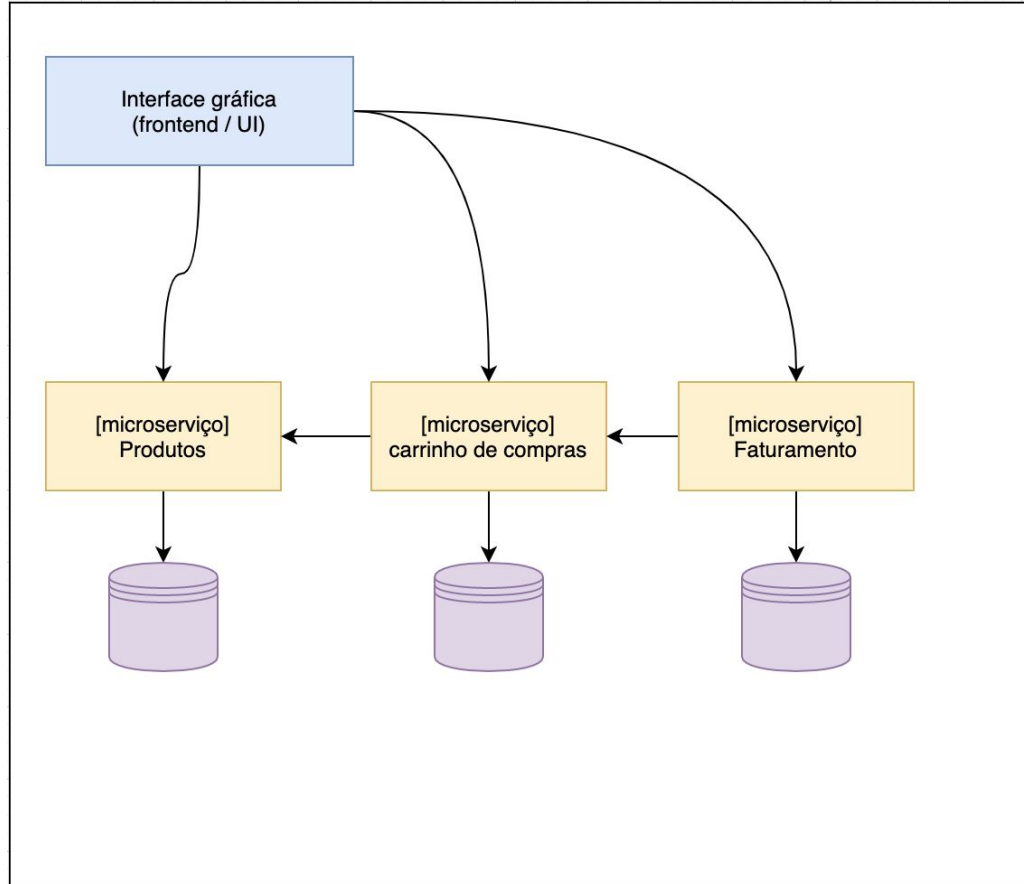 Interface gráfica
(frontend / UI)
[microserviço]
Produtos
[microserviço]
carrinho de compras
[microserviço]
Faturamento